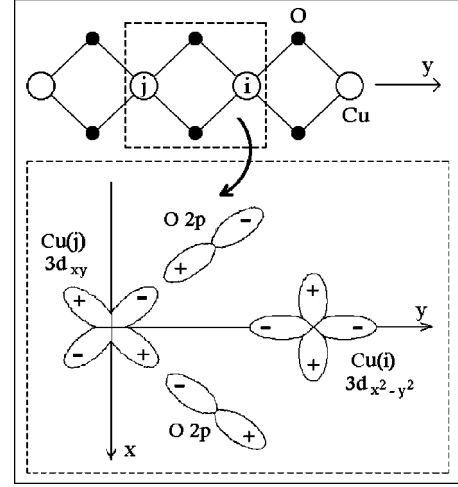 O
j
i
y
Cu
O 2p
-
+
Cu(j)
3d xy
+ -
- +
y
+
- -
+
Cu(i)
3d x² - y²
-
+
O 2p
x